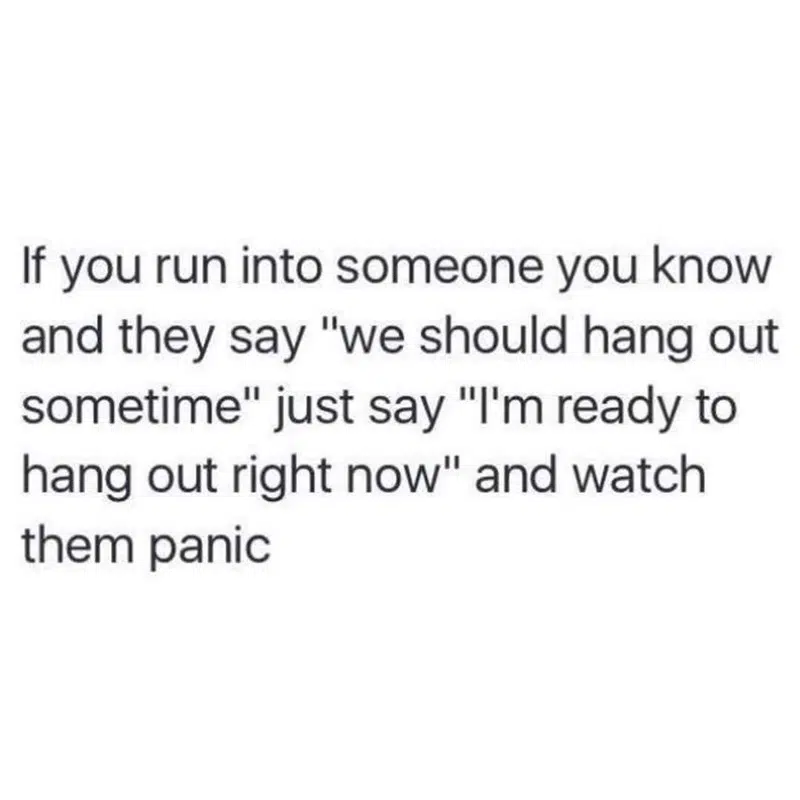 If you run into someone you know
and they say "we should hang out
sometime" just say "I'm ready to
hang out right now" and watch
them panic